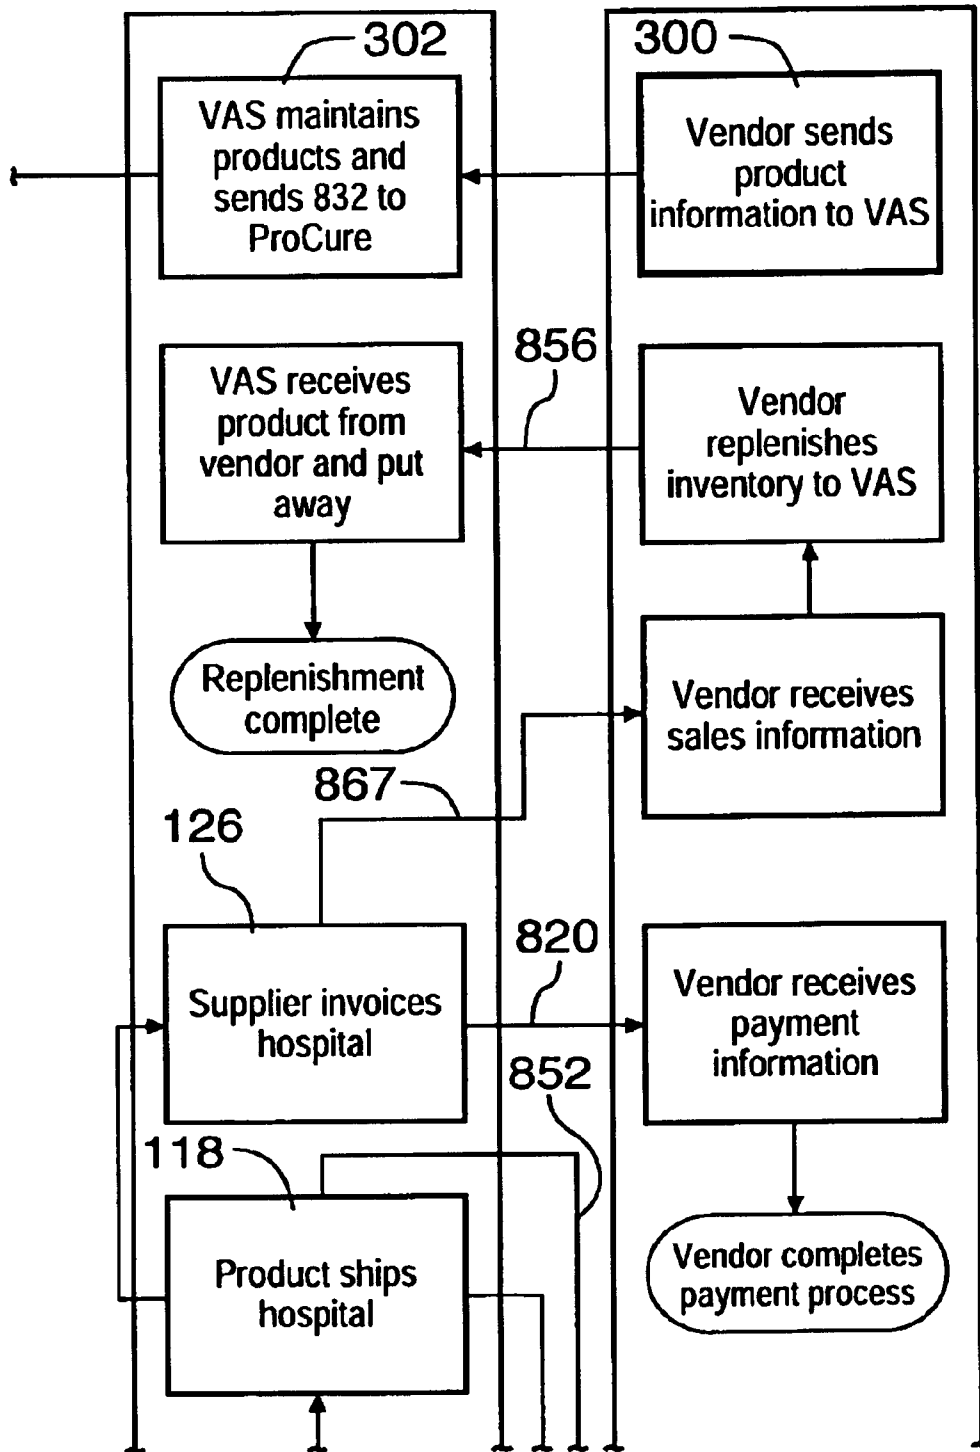 302
VAS maintains
products and
sends 832 to
ProCure
300
Vendor sends
product
information to VAS
VAS receives
product from
vendor and put
away
856
Vendor
replenishes
inventory to VAS
Replenishment
complete
Vendor receives
sales information
867
126
Supplier invoices
hospital
820
Vendor receives
payment
information
852
118
Product ships
hospital
Vendor completes
payment process